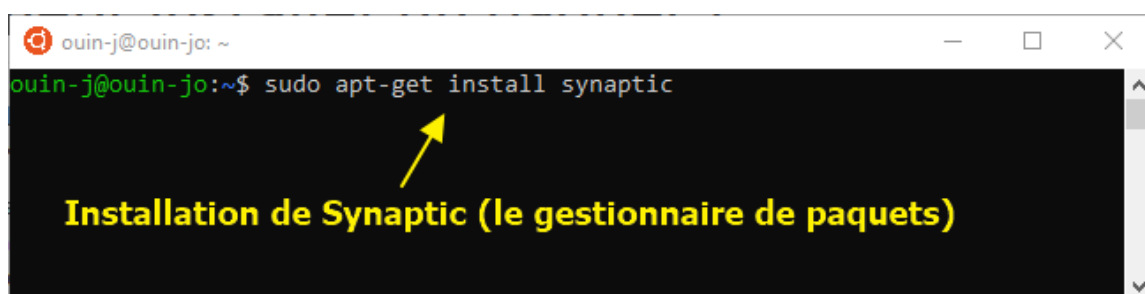 ouin-j@ouin-jo: ~
ouin-j@ouin-jo:~$ sudo apt-get install synaptic
Installation de Synaptic (le gestionnaire de paquets)